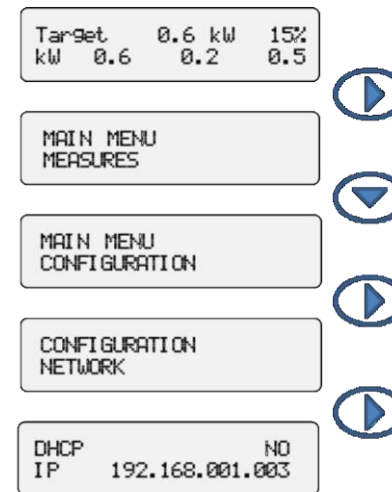 Target 0.6 kW 15%
kW 0.6 0.2 0.5
MAIN MENU
MEASURES
MAIN MENU
CONFIGURATION
CONFIGURATION
NETWORK
DHCP NO
IP 192.168.001.003